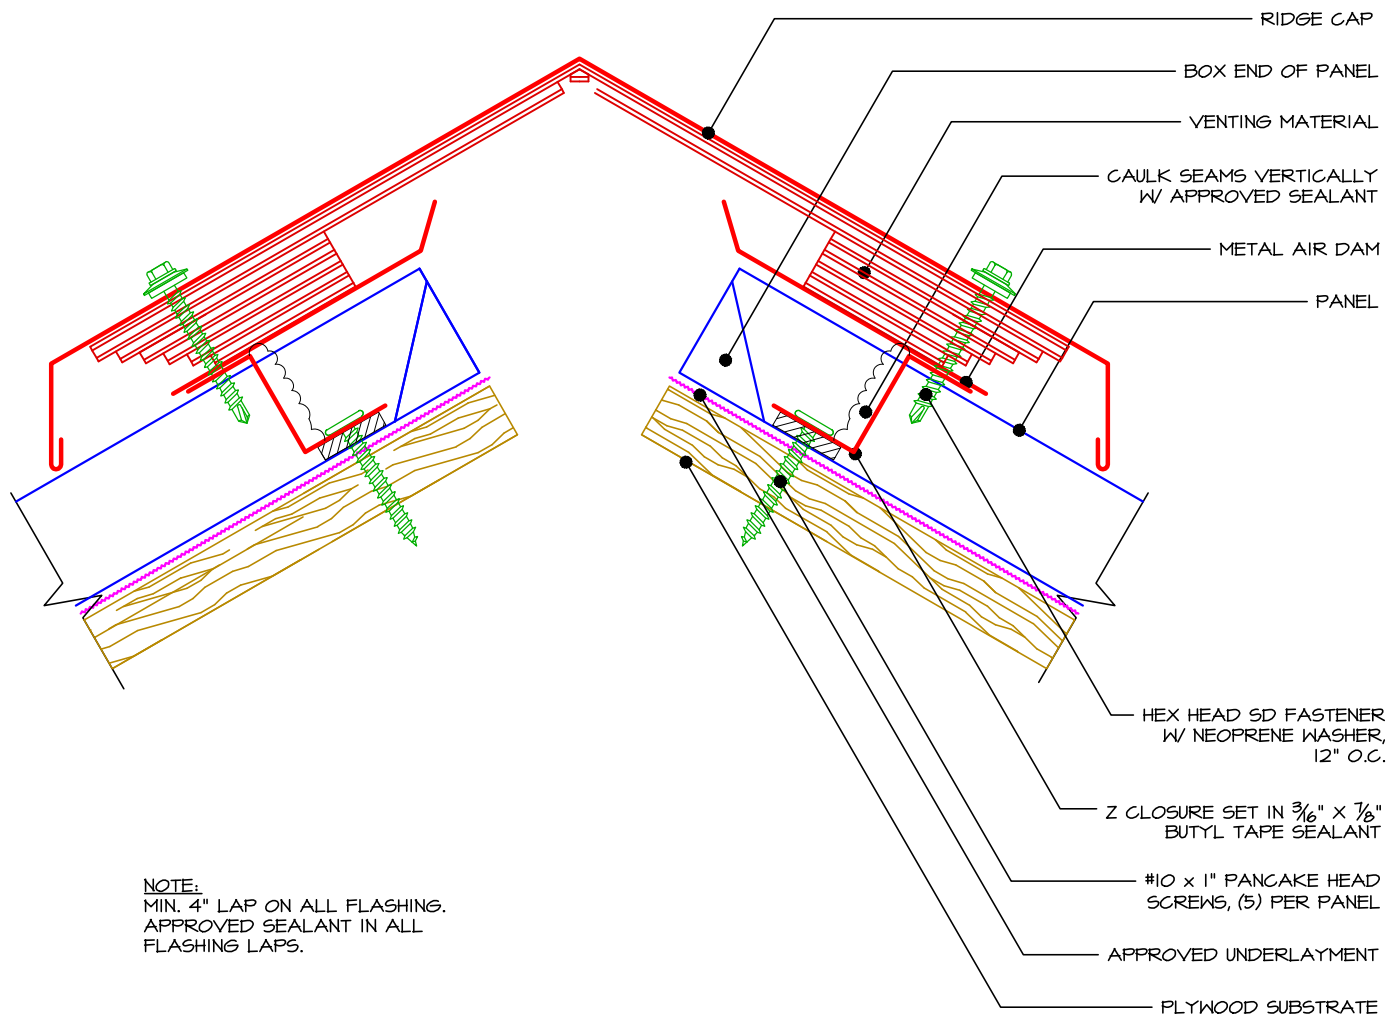 RIDGE CAP
BOX END OF PANEL
VENTING MATERIAL
CAULK SEAMS VERTICALLY
W/ APPROVED SEALANT
METAL AIR DAM
PANEL
HEX HEAD SD FASTENER
W/ NEOPRENE WASHER,
12" O.C.
Z CLOSURE SET IN 3/16" X 7/8"
BUTYL TAPE SEALANT
#10 x 1" PANCAKE HEAD
SCREWS, (5) PER PANEL
APPROVED UNDERLAYMENT
PLYWOOD SUBSTRATE
NOTE:
MIN. 4" LAP ON ALL FLASHING.
APPROVED SEALANT IN ALL
FLASHING LAPS.